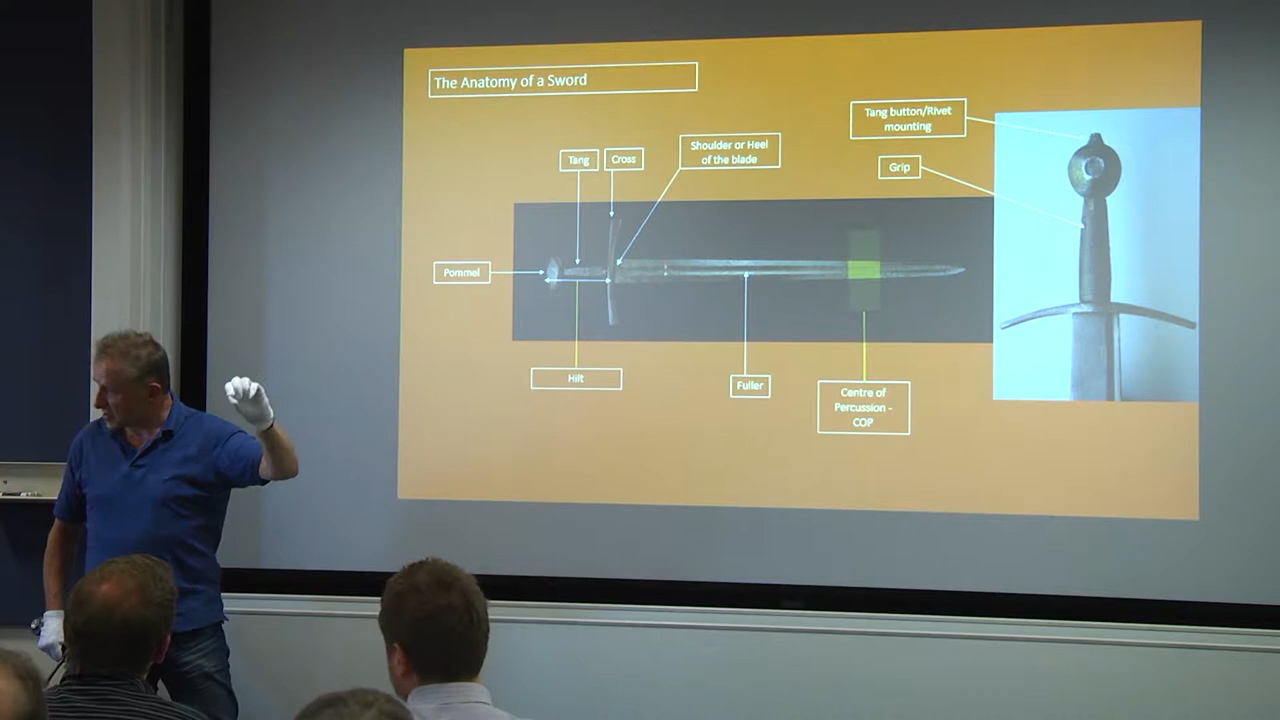 The Anatomy of a Sword
Tang button/Rivet
mounting
Shoulder or Heel
of the blade
Tang
Cross
Grip
Pommel
Hilt
Fuller
Centre of
Percussion -
COP